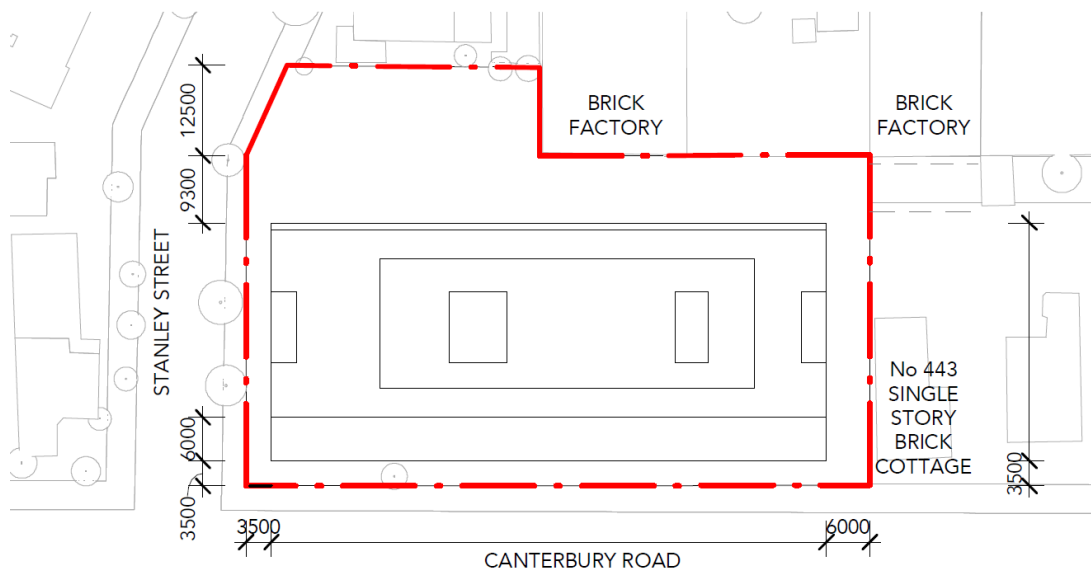 12500
9300
STANLEY STREET
6000
3500
BRICK
FACTORY
BRICK
FACTORY
No 443
SINGLE
STORY
BRICK
COTTAGE
3500
3500
6000
CANTERBURY ROAD